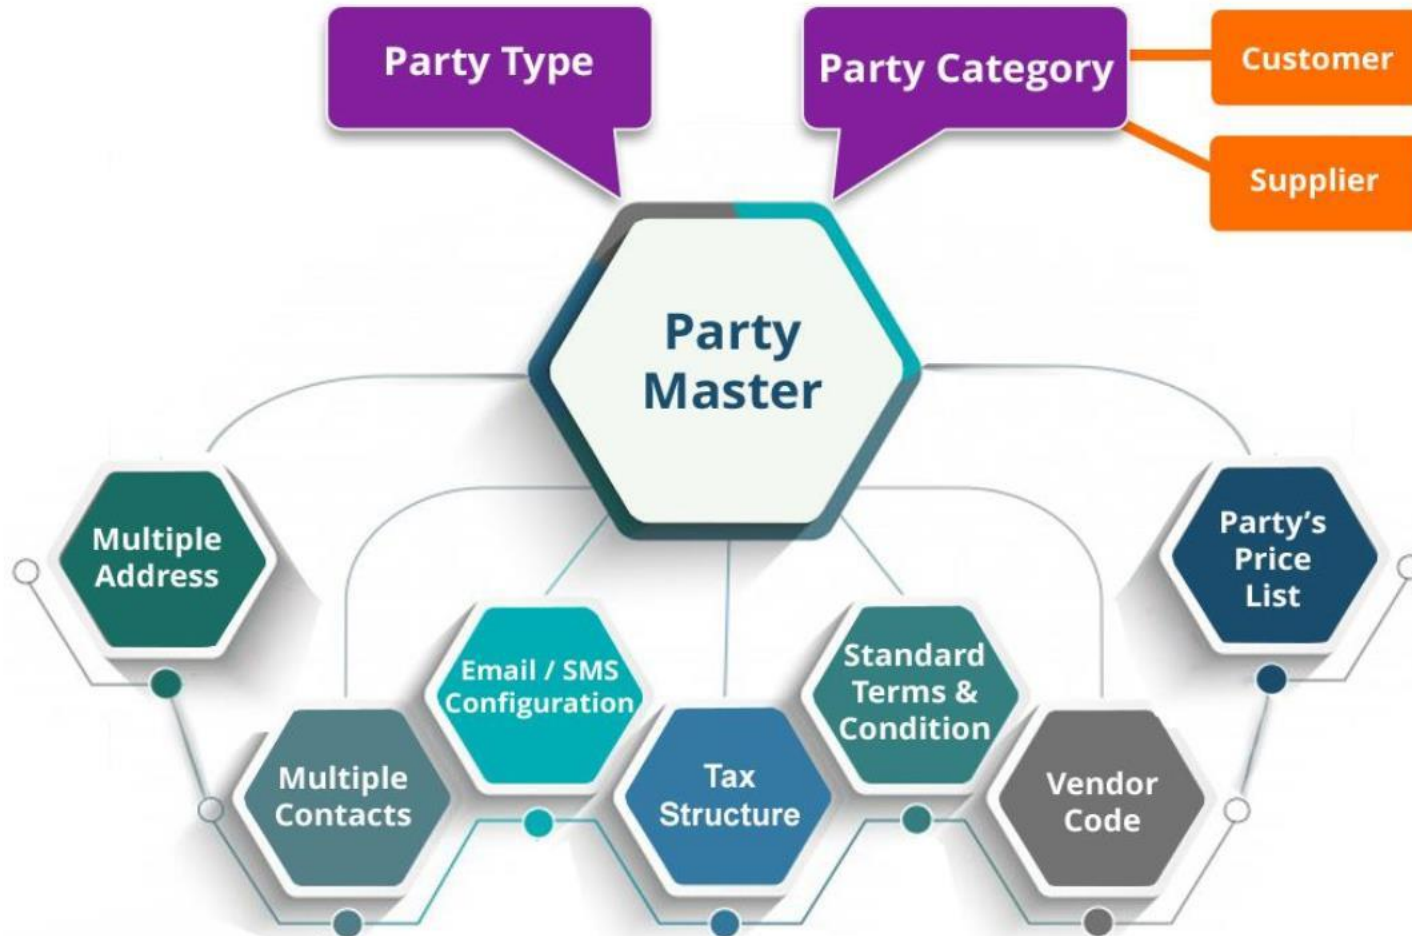 Party Type
Party Category
Customer
Supplier
Party
Master
Multiple
Address
Party’s
Price
List
Email / SMS
Configuration
Standard
Terms &
Condition
Multiple
Contacts
Tax
Structure
Vendor
Code